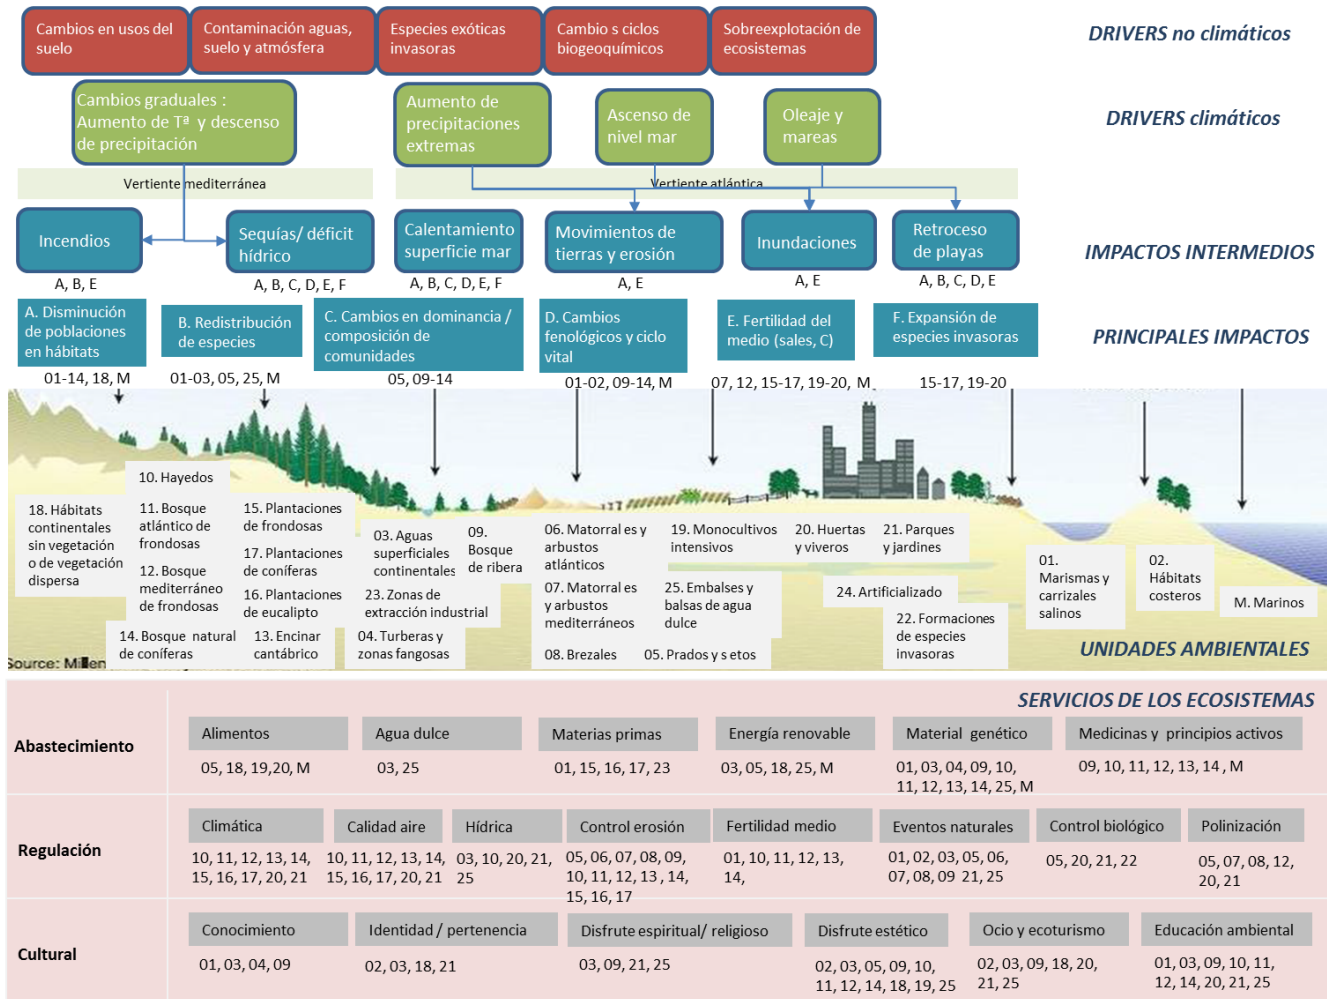 Cambios en usos del
suelo
Contaminación aguas,
suelo y atmósfera
Especies exóticas
invasoras
Cambio s ciclos
biogeoquímicos
Sobreexplotación de
ecosistemas
DRIVERS no climáticos
Cambios graduales :
Aumento de Tª y descenso
de precipitación
Aumento de
precipitaciones
extremas
Ascenso de
nivel mar
Oleaje y
mareas
DRIVERS climáticos
Vertiente mediterránea
Vertiente atlántica
Incendios
Sequías/ déficit
hídrico
Calentamiento
superficie mar
Movimientos de
tierras y erosión
Inundaciones
Retroceso
de playas
IMPACTOS INTERMEDIOS
A, B, E
A, B, C, D, E, F
A, B, C, D, E, F
A, E
A, E
A, B, C, D, E
A. Disminución
de poblaciones
en hábitats
B. Redistribución
de especies
C. Cambios en dominancia /
composición de
comunidades
D. Cambios
fenológicos y ciclo
vital
E. Fertilidad del
medio (sales, C)
F. Expansión de
especies invasoras
PRINCIPALES IMPACTOS
01-14, 18, M
01-03, 05, 25, M
05, 09-14
01-02, 09-14, M
07, 12, 15-17, 19-20, M
15-17, 19-20
18. Hábitats
continentales
sin vegetación
o de vegetación
dispersa
10. Hayedos
11. Bosque
atlántico de
frondosas
12. Bosque
mediterráneo
de frondosas
14. Bosque natural
de coníferas
15. Plantaciones
de frondosas
17. Plantaciones
de coníferas
16. Plantaciones
de eucalipto
13. Encinar
cantábrico
03. Aguas
superficiales
continentales
23. Zonas de
extracción industrial
04. Turberas y
zonas fangosas
09.
Bosque
de ribera
06. Matorral es y
arbustos
atlánticos
07. Matorral es
y arbustos
mediterráneos
08. Brezales
19. Monocultivos
intensivos
25. Embalses y
balsas de agua
dulce
05. Prados y s etos
20. Huertas
y viveros
21. Parques
y jardines
24. Artificializado
22. Formaciones
de especies
invasoras
01.
Marismas y
carrizales
salinos
02.
Hábitats
costeros
M. Marinos
Source:
UNIDADES AMBIENTALES
SERVICIOS DE LOS ECOSISTEMAS
Abastecimiento
Alimentos
Agua dulce
Materias primas
Energía renovable
Material genético
Medicinas y principios activos
05, 18, 19,20, M
03, 25
01, 15, 16, 17, 23
03, 05, 18, 25, M
01, 03, 04, 09, 10,
11, 12, 13, 14, 25, M
09, 10, 11, 12, 13, 14 , M
Regulación
Climática
Calidad aire
Hídrica
Control erosión
Fertilidad medio
Eventos naturales
Control biológico
Polinización
10, 11, 12, 13, 14,
15, 16, 17, 20, 21
10, 11, 12, 13, 14,
15, 16, 17, 20, 21
03, 10, 20, 21,
25
05, 06, 07, 08, 09,
10, 11, 12, 13 , 14,
15, 16, 17
01, 10, 11, 12, 13,
14,
01, 02, 03, 05, 06,
07, 08, 09 21, 25
05, 20, 21, 22
05, 07, 08, 12,
20, 21
Cultural
Conocimiento
Identidad / pertenencia
Disfrute espiritual/ religioso
Disfrute estético
Ocio y ecoturismo
Educación ambiental
01, 03, 04, 09
02, 03, 18, 21
03, 09, 21, 25
02, 03, 05, 09, 10,
11, 12, 14, 18, 19, 25
02, 03, 09, 18, 20,
21, 25
01, 03, 09, 10, 11,
12, 14, 20, 21, 25